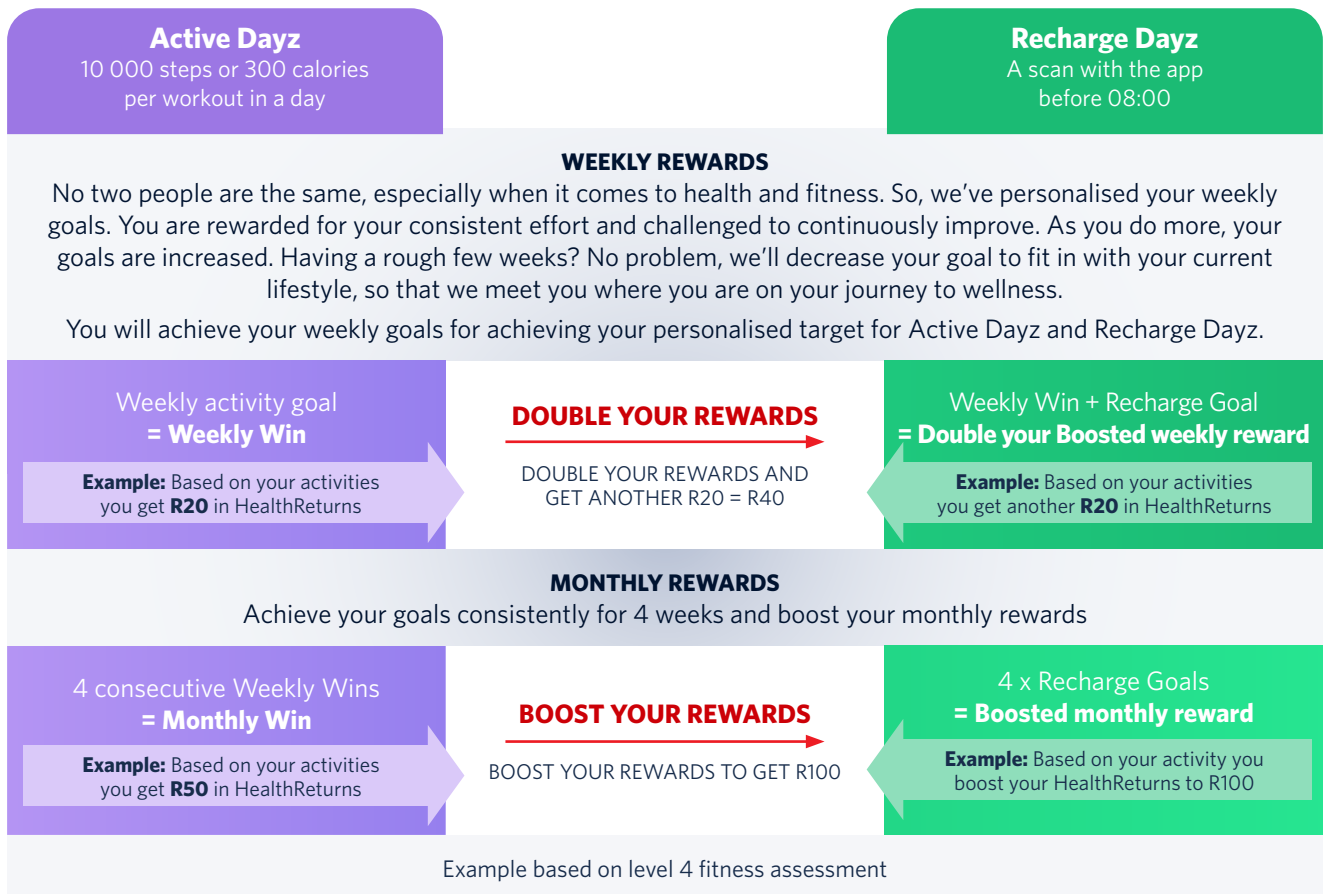 Active Dayz
10 000 steps or 300 calories
per workout in a day
Recharge Dayz
A scan with the app
before 08:00
WEEKLY REWARDS
No two people are the same, especially when it comes to health and fitness. So, we’ve personalised your weekly
goals. You are rewarded for your consistent effort and challenged to continuously improve. As you do more, your
goals are increased. Having a rough few weeks? No problem, we’ll decrease your goal to fit in with your current
lifestyle, so that we meet you where you are on your journey to wellness.
You will achieve your weekly goals for achieving your personalised target for Active Dayz and Recharge Dayz.
Weekly activity goal
= Weekly Win
Example: Based on your activities
you get R20 in HealthReturns
DOUBLE YOUR REWARDS
DOUBLE YOUR REWARDS AND
GET ANOTHER R20 = R40
Weekly Win + Recharge Goal
= Double your Boosted weekly reward
Example: Based on your activities
you get another R20 in HealthReturns
MONTHLY REWARDS
Achieve your goals consistently for 4 weeks and boost your monthly rewards
4 consecutive Weekly Wins
= Monthly Win
Example: Based on your activities
you get R50 in HealthReturns
BOOST YOUR REWARDS
BOOST YOUR REWARDS TO GET R100
4 x Recharge Goals
= Boosted monthly reward
Example: Based on your activity you
boost your HealthReturns to R100
Example based on level 4 fitness assessment